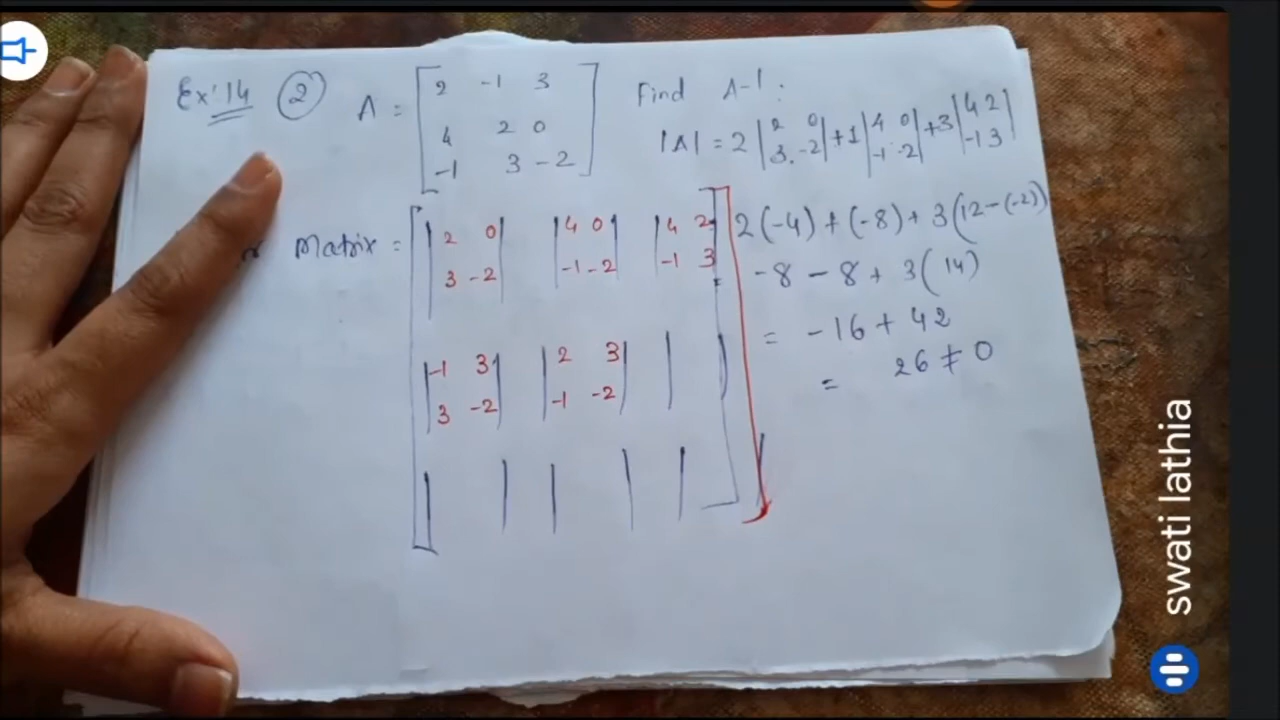 Ex:14 ② A = [ 2 -1 3
4 2 0
-1 3 -2 ]
Find A-1 :
|A| = 2 | 2 0 | +1 | 4 0 | +3 | 4 2 |
3 -2 -1 -2 -1 3
2(-4) + (-8) + 3(12-(-2))
-8 - 8 + 3(14)
= -16 + 42
= 26 ≠ 0
Matrix = [ | 2 0 | | 4 0 | | 4 2 |
3 -2 -1 -2 -1 3
| -1 3 | | 2 3 | | |
3 -2 -1 -2
| | | | | | ]
swati lathia